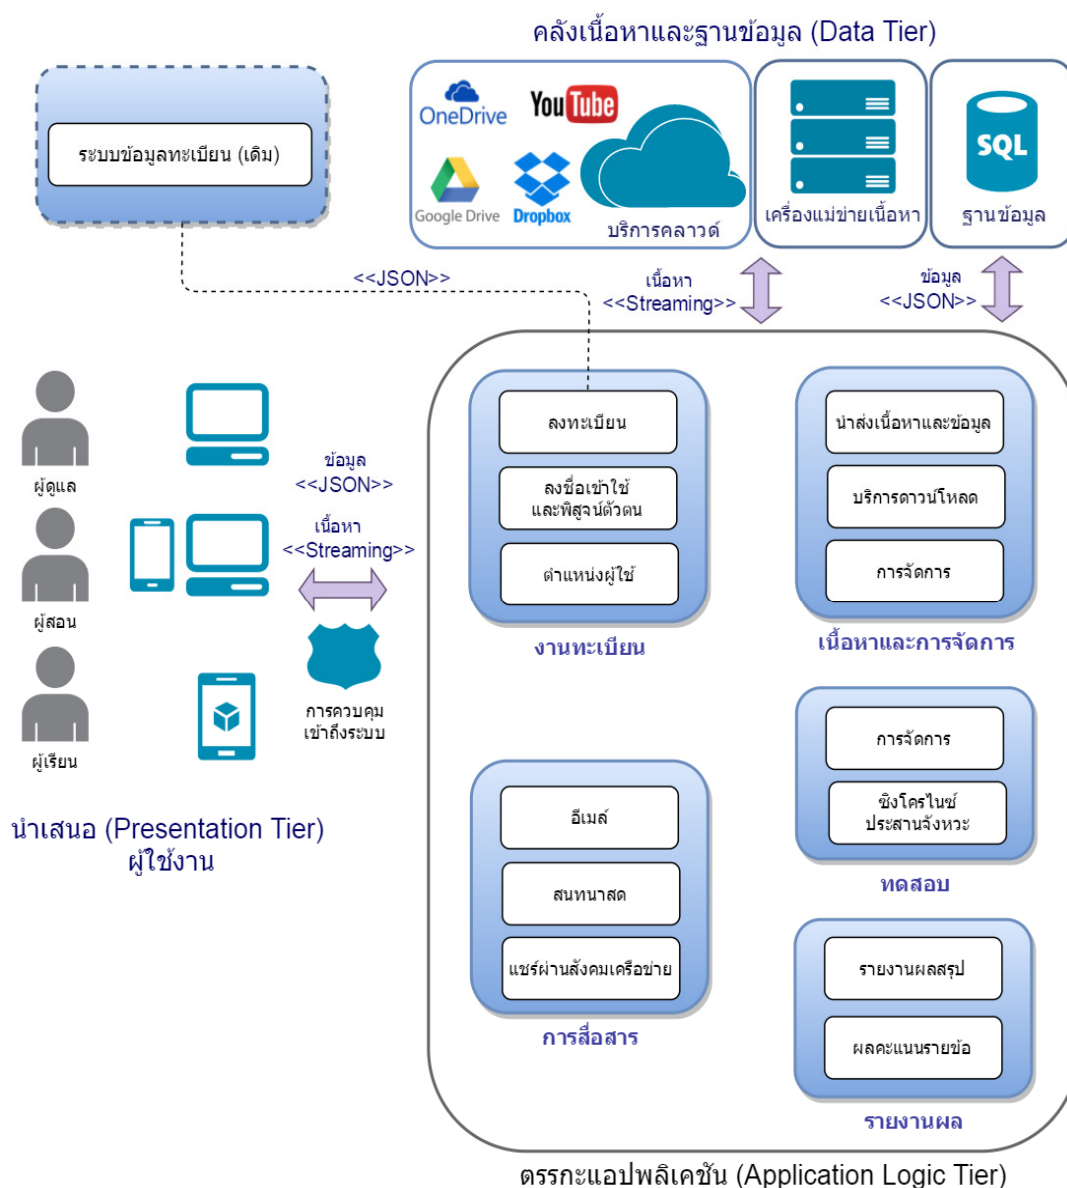 คลังเนื้อหาและฐานข้อมูล (Data Tier)
ระบบข้อมูลทะเบียน (เดิม)
OneDrive
YouTube
Google Drive
Dropbox
บริการคลาวด์
เครื่องแม่ข่ายเนื้อหา
SQL
ฐานข้อมูล
<<JSON>>
เนื้อหา
<<Streaming>>
ข้อมูล
<<JSON>>
ผู้ดูแล
ผู้สอน
ผู้เรียน
ข้อมูล
<<JSON>>
เนื้อหา
<<Streaming>>
การควบคุม
เข้าถึงระบบ
นำเสนอ (Presentation Tier)
ผู้ใช้งาน
ลงทะเบียน
ลงชื่อเข้าใช้
และพิสูจน์ตัวตน
ตำแหน่งผู้ใช้
งานทะเบียน
นำส่งเนื้อหาและข้อมูล
บริการดาวน์โหลด
การจัดการ
เนื้อหาและการจัดการ
การจัดการ
ซิงโครไนซ์
ประสานจังหวะ
ทดสอบ
อีเมล์
สนทนาสด
แชร์ผ่านสังคมเครือข่าย
การสื่อสาร
รายงานผลสรุป
ผลคะแนนรายข้อ
รายงานผล
ตรรกะแอปพลิเคชัน (Application Logic Tier)